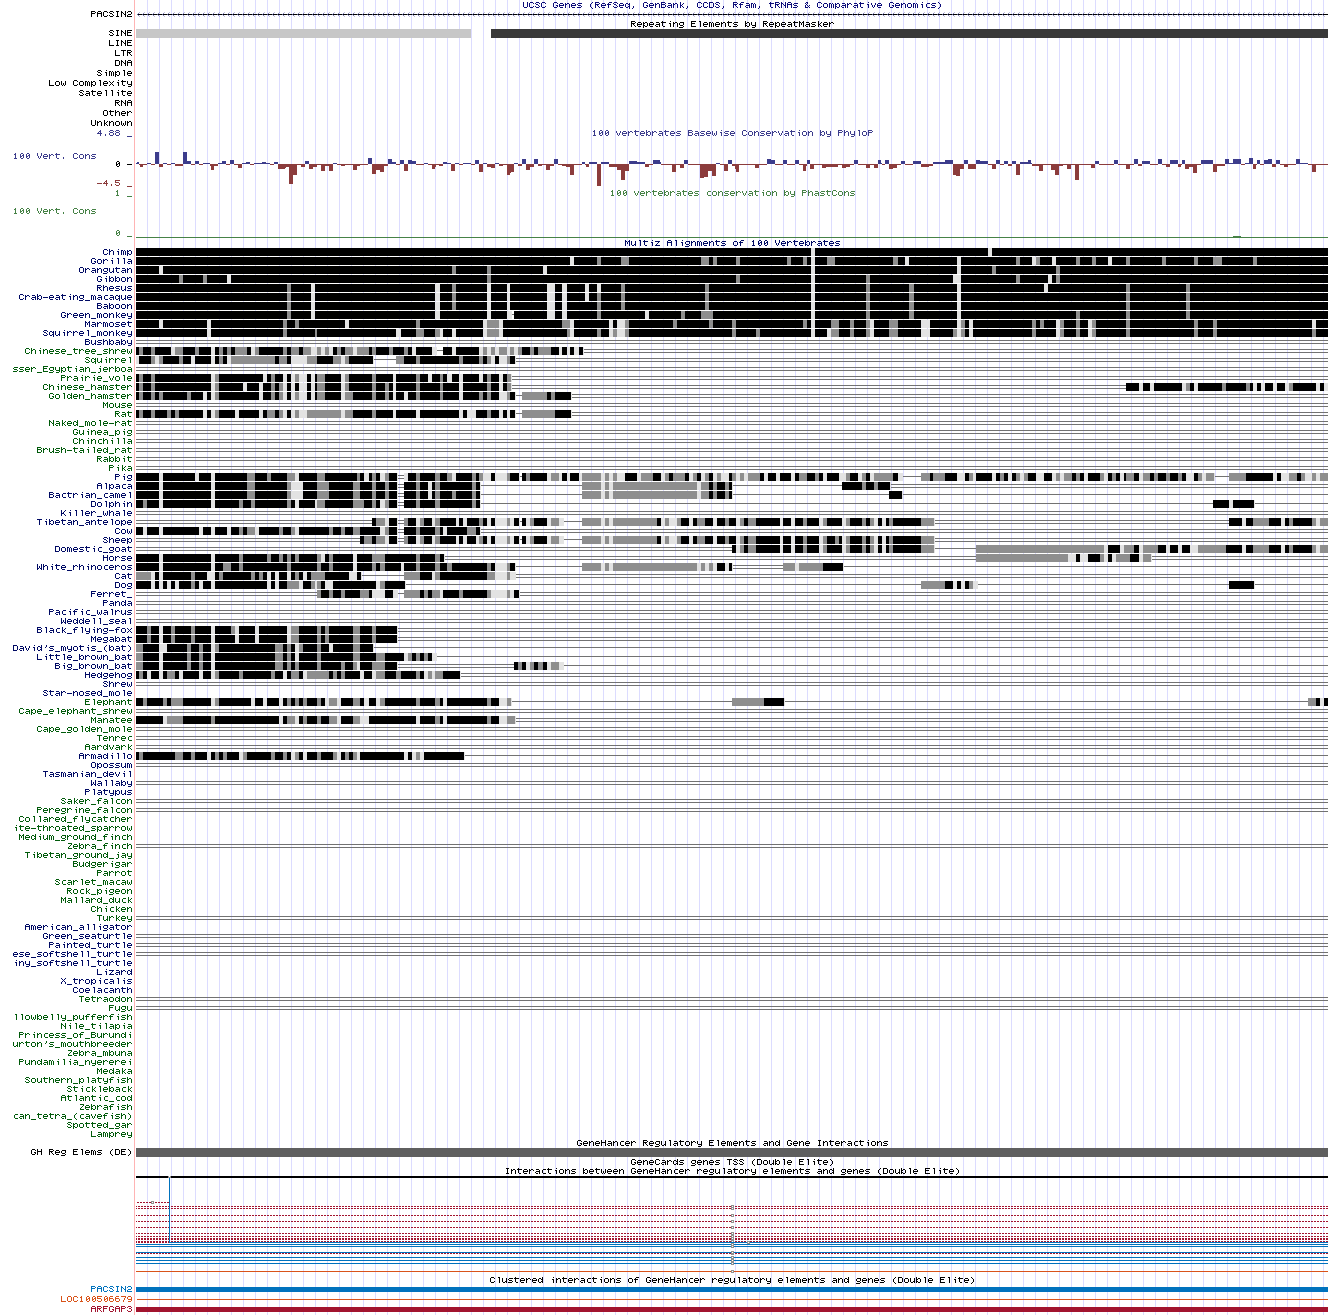 UCSC Genes (RefSeq, GenBank, CCDS, Rfam, tRNAs & Comparative Genomics)
PACSIN2
Repeating Elements by RepeatMasker
SINE
LINE
LTR
DNA
Simple
Low Complexity
Satellite
RNA
Other
Unknown
4.88 _
100 vertebrates Basewise Conservation by PhyloP
100 Vert. Cons
0 _
-4.5 _
100 vertebrates conservation by PhastCons
1 _
100 Vert. Cons
0 _
Multiz Alignments of 100 Vertebrates
Chimp
Gorilla
Orangutan
Gibbon
Rhesus
Crab-eating_macaque
Baboon
Green_monkey
Marmoset
Squirrel_monkey
Bushbaby
Chinese_tree_shrew
Squirrel
sser_Egyptian_jerboa
Prairie_vole
Chinese_hamster
Golden_hamster
Mouse
Rat
Naked_mole-rat
Guinea_pig
Chinchilla
Brush-tailed_rat
Rabbit
Pika
Pig
Alpaca
Bactrian_camel
Dolphin
Killer_whale
Tibetan_antelope
Cow
Sheep
Domestic_goat
Horse
White_rhinoceros
Cat
Dog
Ferret_
Panda
Pacific_walrus
Weddell_seal
Black_flying-fox
Megabat
David's_myotis_(bat)
Little_brown_bat
Big_brown_bat
Hedgehog
Shrew
Star-nosed_mole
Elephant
Cape_elephant_shrew
Manatee
Cape_golden_mole
Tenrec
Aardvark
Armadillo
Opossum
Tasmanian_devil
Wallaby
Platypus
Saker_falcon
Peregrine_falcon
Collared_flycatcher
ite-throated_sparrow
Medium_ground_finch
Zebra_finch
Tibetan_ground_jay
Budgerigar
Parrot
Scarlet_macaw
Rock_pigeon
Mallard_duck
Chicken
Turkey
American_alligator
Green_seaturtle
Painted_turtle
ese_softshell_turtle
iny_softshell_turtle
Lizard
X_tropicalis
Coelacanth
Tetraodon
Fugu
llowbelly_pufferfish
Nile_tilapia
Princess_of_Burundi
urton's_mouthbreeder
Zebra_mbuna
Pundamilia_nyererei
Medaka
Southern_platyfish
Stickleback
Atlantic_cod
Zebrafish
can_tetra_(cavefish)
Spotted_gar
Lamprey
GeneHancer Regulatory Elements and Gene Interactions
GH Reg Elems (DE)
GeneCards genes TSS (Double Elite)
Interactions between GeneHancer regulatory elements and genes (Double Elite)
Clustered interactions of GeneHancer regulatory elements and genes (Double Elite)
PACSIN2
LOC100506679
ARFGAP3